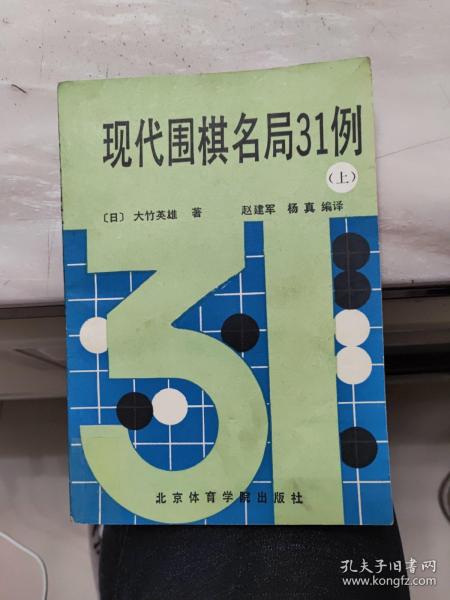 现代围棋名局31例
(上)
〔日〕 大竹英雄 著 赵建军 杨真 编译
31
北京体育学院出版社
孔夫子旧书网
www.kongfz.com